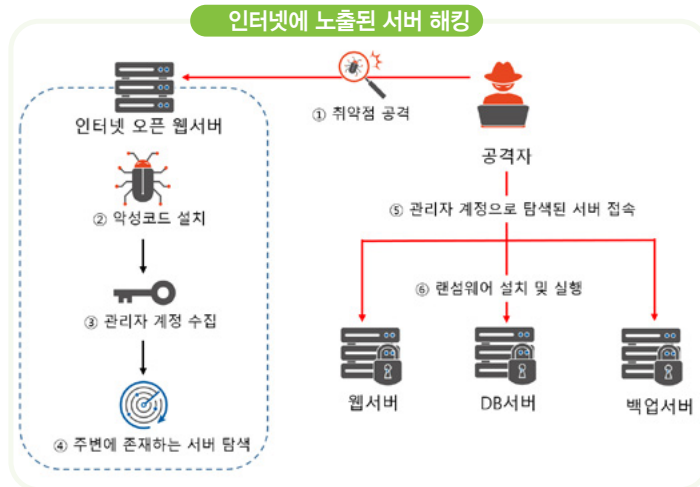 인터넷에 노출된 서버 해킹
① 취약점 공격
인터넷 오픈 웹서버
공격자
② 악성코드 설치
③ 관리자 계정 수집
④ 주변에 존재하는 서버 탐색
⑤ 관리자 계정으로 탐색된 서버 접속
⑥ 랜섬웨어 설치 및 실행
웹서버
DB서버
백업서버